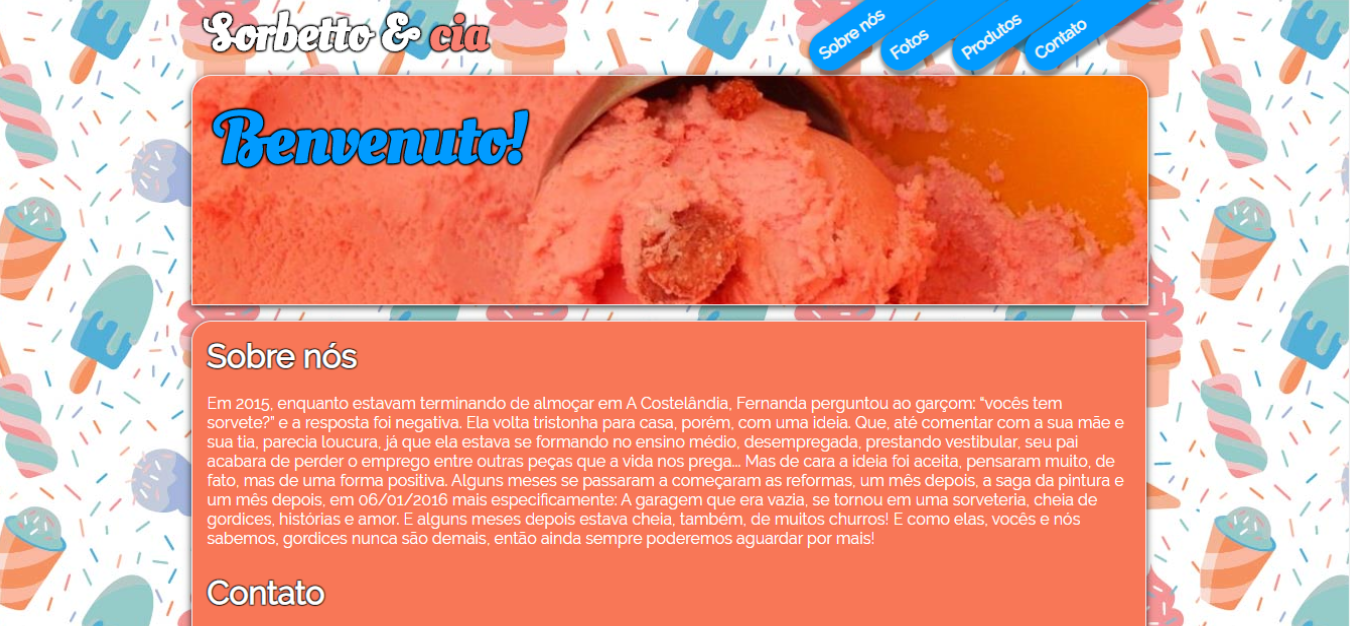 Sorbetto & cia
Sobre nós
Fotos
Produtos
Contato
Benvenuto!
Sobre nós
Em 2015, enquanto estavam terminando de almoçar em A Costelândia, Fernanda perguntou ao garçom: “vocês tem
sorvete?” e a resposta foi negativa. Ela volta tristonha para casa, porém, com uma ideia. Que, até comentar com a sua mãe e
sua tia, parecia loucura, já que ela estava se formando no ensino médio, desempregada, prestando vestibular, seu pai
acabara de perder o emprego entre outras peças que a vida nos prega... Mas de cara a ideia foi aceita, pensaram muito, de
fato, mas de uma forma positiva. Alguns meses se passaram a começaram as reformas, um mês depois, a saga da pintura e
um mês depois, em 06/01/2016 mais especificamente: A garagem que era vazia, se tornou em uma sorveteria, cheia de
gordices, histórias e amor. E alguns meses depois estava cheia, também, de muitos churros! E como elas, vocês e nós
sabemos, gordices nunca são demais, então ainda sempre poderemos aguardar por mais!
Contato